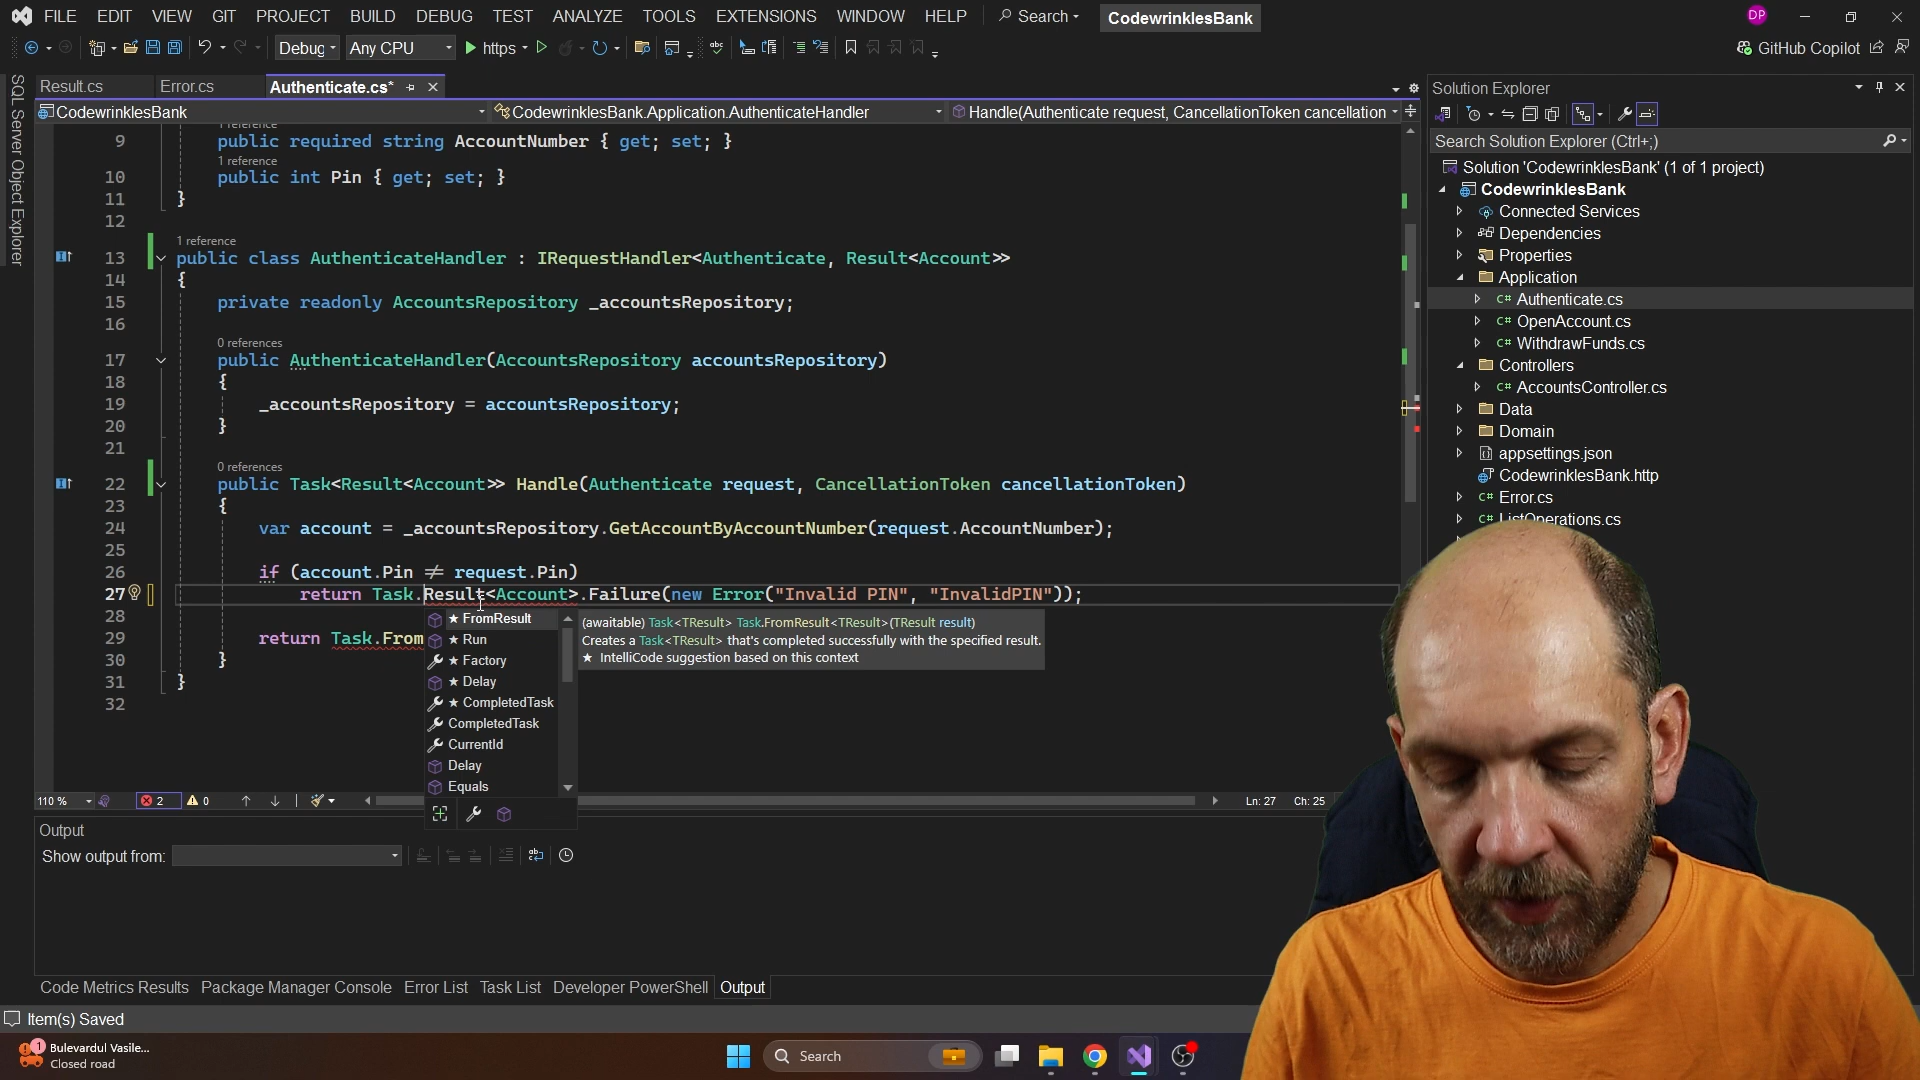 FILE EDIT VIEW GIT PROJECT BUILD DEBUG TEST ANALYZE TOOLS EXTENSIONS WINDOW HELP Search CodewrinklesBank DP
Debug Any CPU https GitHub Copilot
SQL Server Object Explorer
Result.cs Error.cs Authenticate.cs*
CodewrinklesBank CodewrinklesBank.Application.AuthenticateHandler Handle(Authenticate request, CancellationToken cancellation
1 reference
9 public required string AccountNumber { get; set; }
1 reference
10 public int Pin { get; set; }
11 }
12
1 reference
13 public class AuthenticateHandler : IRequestHandler<Authenticate, Result<Account>>
14 {
15 private readonly AccountsRepository _accountsRepository;
16
0 references
17 public AuthenticateHandler(AccountsRepository accountsRepository)
18 {
19 _accountsRepository = accountsRepository;
20 }
21
0 references
22 public Task<Result<Account>> Handle(Authenticate request, CancellationToken cancellationToken)
23 {
24 var account = _accountsRepository.GetAccountByAccountNumber(request.AccountNumber);
25
26 if (account.Pin != request.Pin)
27 return Task.Result<Account>.Failure(new Error("Invalid PIN", "InvalidPIN"));
28
29 return Task.From
30 }
31 }
32
★ FromResult
★ Run
★ Factory
★ Delay
★ CompletedTask
CompletedTask
CurrentId
Delay
Equals
(awaitable) Task<TResult> Task.FromResult<TResult>(TResult result)
Creates a Task<TResult> that's completed successfully with the specified result.
★ IntelliCode suggestion based on this context
110 % 2 0 Ln: 27 Ch: 25
Output
Show output from:
Code Metrics Results Package Manager Console Error List Task List Developer PowerShell Output
Item(s) Saved
Solution Explorer
Search Solution Explorer (Ctrl+;)
Solution 'CodewrinklesBank' (1 of 1 project)
CodewrinklesBank
Connected Services
Dependencies
Properties
Application
C# Authenticate.cs
C# OpenAccount.cs
C# WithdrawFunds.cs
Controllers
C# AccountsController.cs
Data
Domain
appsettings.json
CodewrinklesBank.http
C# Error.cs
C# ListOperations.cs
1 Bulevardul Vasile...
Closed road
Search